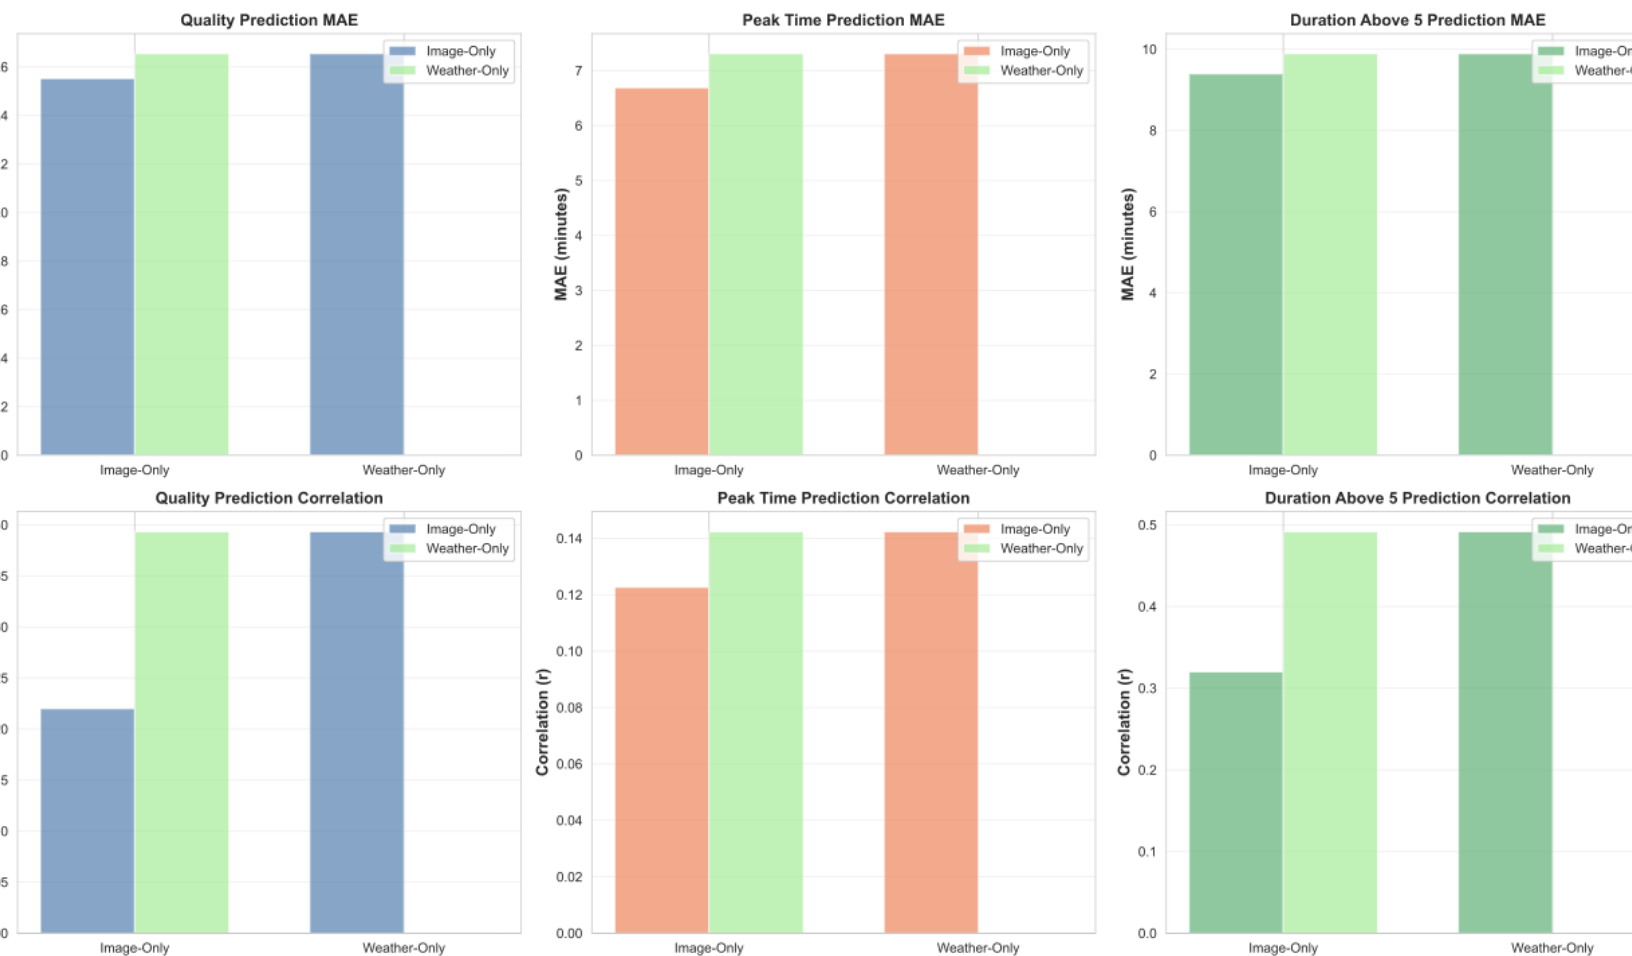 Quality Prediction MAE
6
4
2
0
8
6
4
2
0
Image-Only
Weather-Only
Image-Only
Weather-Only
Peak Time Prediction MAE
MAE (minutes)
7
6
5
4
3
2
1
0
Image-Only
Weather-Only
Image-Only
Weather-Only
Duration Above 5 Prediction MAE
MAE (minutes)
10
8
6
4
2
0
Image-On
Weather-
Image-Only
Weather-Only
Quality Prediction Correlation
0
5
0
5
0
5
0
5
0
Image-Only
Weather-Only
Image-Only
Weather-Only
Peak Time Prediction Correlation
Correlation (r)
0.14
0.12
0.10
0.08
0.06
0.04
0.02
0.00
Image-Only
Weather-Only
Image-Only
Weather-Only
Duration Above 5 Prediction Correlation
Correlation (r)
0.5
0.4
0.3
0.2
0.1
0.0
Image-On
Weather-
Image-Only
Weather-Only